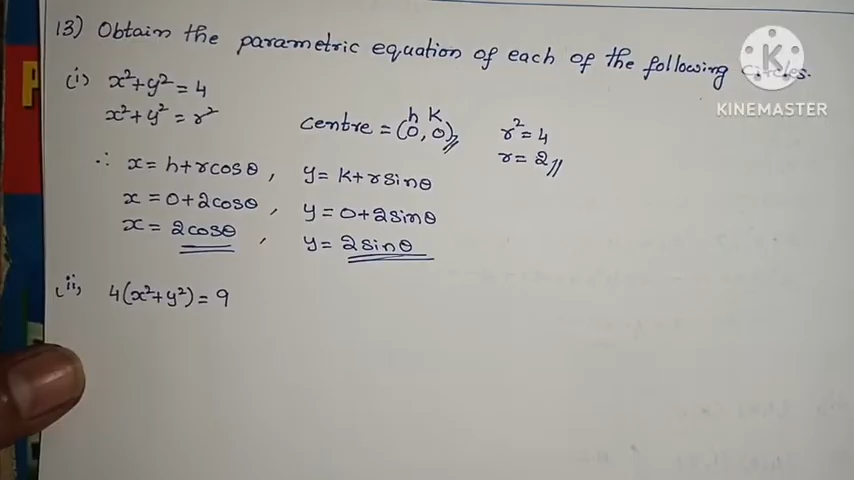 13) Obtain the parametric equation of each of the following circles.
(i) x²+y² = 4
x²+y² = r²
centre = (0, 0)
h k
r² = 4
r = 2
∴ x = h+rcosθ , y = k+rsinθ
x = 0+2cosθ , y = 0+2sinθ
x = 2cosθ , y = 2sinθ
(ii) 4(x²+y²) = 9
K
KINEMASTER
P